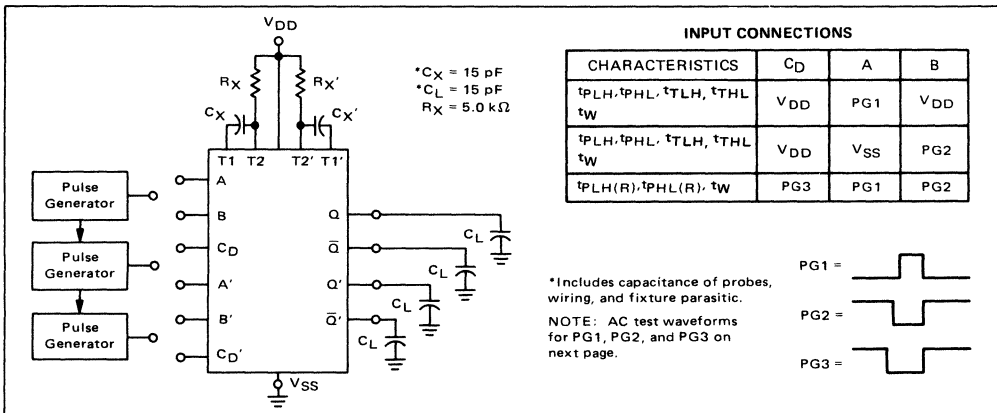 VDD
RX
RX'
CX
CX'
T1 T2 T2' T1'
*CX = 15 pF
*CL = 15 pF
RX = 5.0 kΩ
Pulse
Generator
Pulse
Generator
Pulse
Generator
A
B
CD
A'
B'
CD'
Q
Q̅
Q'
Q̅'
CL
CL
CL
CL
VSS
INPUT CONNECTIONS
CHARACTERISTICS CD A B
tPLH, tPHL, tTLH, tTHL
tW VDD PG1 VDD
tPLH, tPHL, tTLH, tTHL
tW VDD VSS PG2
tPLH(R), tPHL(R), tW PG3 PG1 PG2
*Includes capacitance of probes,
wiring, and fixture parasitic.
NOTE: AC test waveforms
for PG1, PG2, and PG3 on
next page.
PG1 =
PG2 =
PG3 =